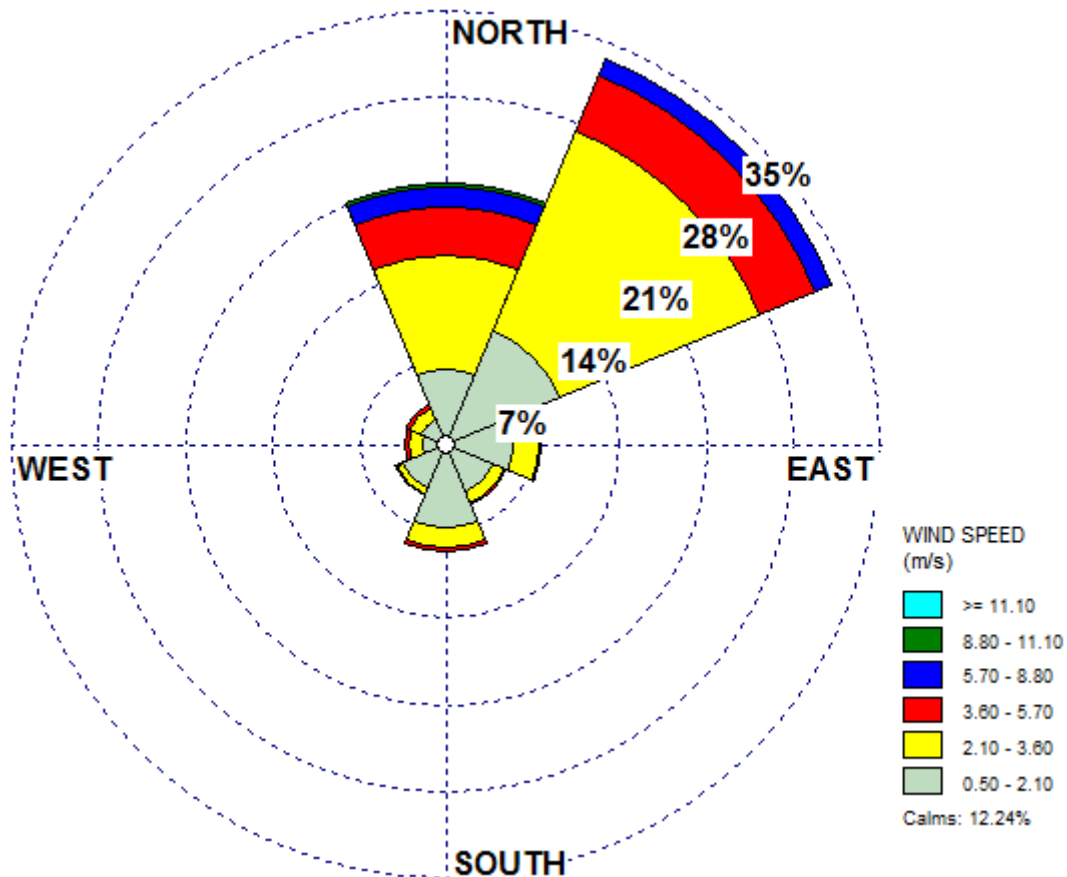 NORTH
35%
28%
21%
14%
7%
WEST
EAST
SOUTH
WIND SPEED
(m/s)
>= 11.10
8.80 - 11.10
5.70 - 8.80
3.60 - 5.70
2.10 - 3.60
0.50 - 2.10
Calms: 12.24%